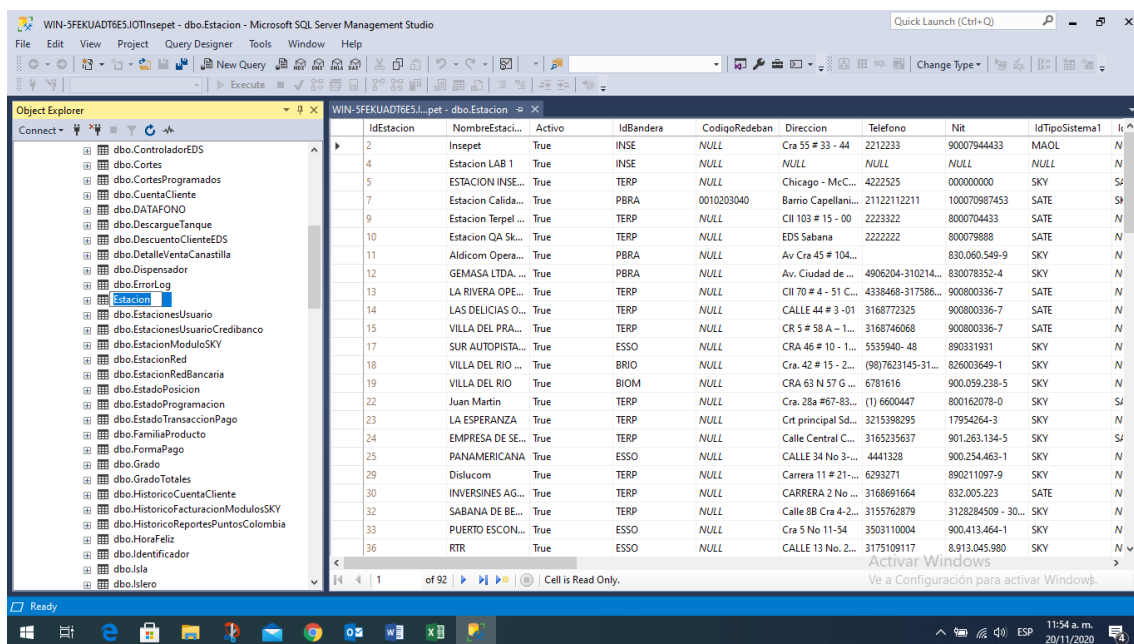 WIN-5FEKUADT6E5.IOTInsepet - dbo.Estacion - Microsoft SQL Server Management Studio
Quick Launch (Ctrl+Q)
File Edit View Project Query Designer Tools Window Help
New Query
Change Type
Execute
Object Explorer
WIN-5FEKUADT6E5.I...pet - dbo.Estacion
Connect
dbo.ControladorEDS
dbo.Cortes
dbo.CortesProgramados
dbo.CuentaCliente
dbo.DATAFONO
dbo.DescargueTanque
dbo.DescuentoClienteEDS
dbo.DetalleVentaCanastilla
dbo.Dispensador
dbo.ErrorLog
Estacion
dbo.EstacionesUsuario
dbo.EstacionesUsuarioCredibanco
dbo.EstacionModuloSKY
dbo.EstacionRed
dbo.EstacionRedBancaria
dbo.EstadoPosicion
dbo.EstadoProgramacion
dbo.EstadoTransaccionPago
dbo.FamiliaProducto
dbo.FormaPago
dbo.Grado
dbo.GradoTotales
dbo.HistoricoCuentaCliente
dbo.HistoricoFacturacionModulosSKY
dbo.HistoricoReportesPuntosColombia
dbo.HoraFeliz
dbo.Identificador
dbo.Isla
dbo.Islero
IdEstacion NombreEstaci... Activo IdBandera CodigoRedeban Direccion Telefono Nit IdTipoSistema1
2 Insepet True INSE NULL Cra 55 # 33 - 44 2212233 90007944433 MAOL N
4 Estacion LAB 1 True INSE NULL NULL NULL NULL NULL N
5 ESTACION INSE... True TERP NULL Chicago - McC... 4222525 000000000 SKY SA
7 Estacion Calida... True PBRA 0010203040 Barrio Capellani... 21122112211 100070987453 SATE SK
9 Estacion Terpel ... True TERP NULL Cll 103 # 15 - 00 2223322 8000704433 SATE N
10 Estacion QA Sk... True TERP NULL EDS Sabana 2222222 800079888 SATE N
11 Aldicom Opera... True PBRA NULL Av Cra 45 # 104... 830.060.549-9 SKY N
12 GEMASA LTDA. ... True PBRA NULL Av. Ciudad de ... 4906204-310214... 830078352-4 SKY N
13 LA RIVERA OPE... True TERP NULL Cll 70 # 4 - 51 C... 4338468-317586... 900800336-7 SATE N
14 LAS DELICIAS O... True TERP NULL CALLE 44 # 3 -01 3168772325 900800336-7 SATE N
15 VILLA DEL PRA... True TERP NULL CR 5 # 58 A – 1... 3168746068 900800336-7 SATE N
17 SUR AUTOPISTA... True ESSO NULL CRA 46 # 10 - 1... 5535940- 48 890331931 SKY N
18 VILLA DEL RIO ... True BRIO NULL Cra. 42 # 15 - 2... (98)7623145-31... 826003649-1 SKY N
19 VILLA DEL RIO True BIOM NULL CRA 63 N 57 G ... 6781616 900.059.238-5 SKY N
22 Juan Martin True TERP NULL Cra. 28a #67-83... (1) 6600447 800162078-0 SKY SA
23 LA ESPERANZA True TERP NULL Crt principal Sd... 3215398295 17954264-3 SKY N
24 EMPRESA DE SE... True TERP NULL Calle Central C... 3165235637 901.263.134-5 SKY SA
25 PANAMERICANA True ESSO NULL CALLE 34 No 3-... 4441328 900.254.463-1 SKY N
29 Dislucom True TERP NULL Carrera 11 # 21-... 6293271 890211097-9 SKY N
30 INVERSINES AG... True TERP NULL CARRERA 2 No ... 3168691664 832.005.223 SATE N
32 SABANA DE BE... True TERP NULL Calle 8B Cra 4-2... 3155762879 3128284509 - 30... SKY N
33 PUERTO ESCON... True ESSO NULL Cra 5 No 11-54 3503110004 900.413.464-1 SKY N
36 RTR True ESSO NULL CALLE 13 No. 2... 3175109117 8.913.045.980 SKY N
1 of 92 Cell is Read Only.
Activar Windows
Ve a Configuración para activar Windows.
Ready
ESP
11:54 a. m.
20/11/2020